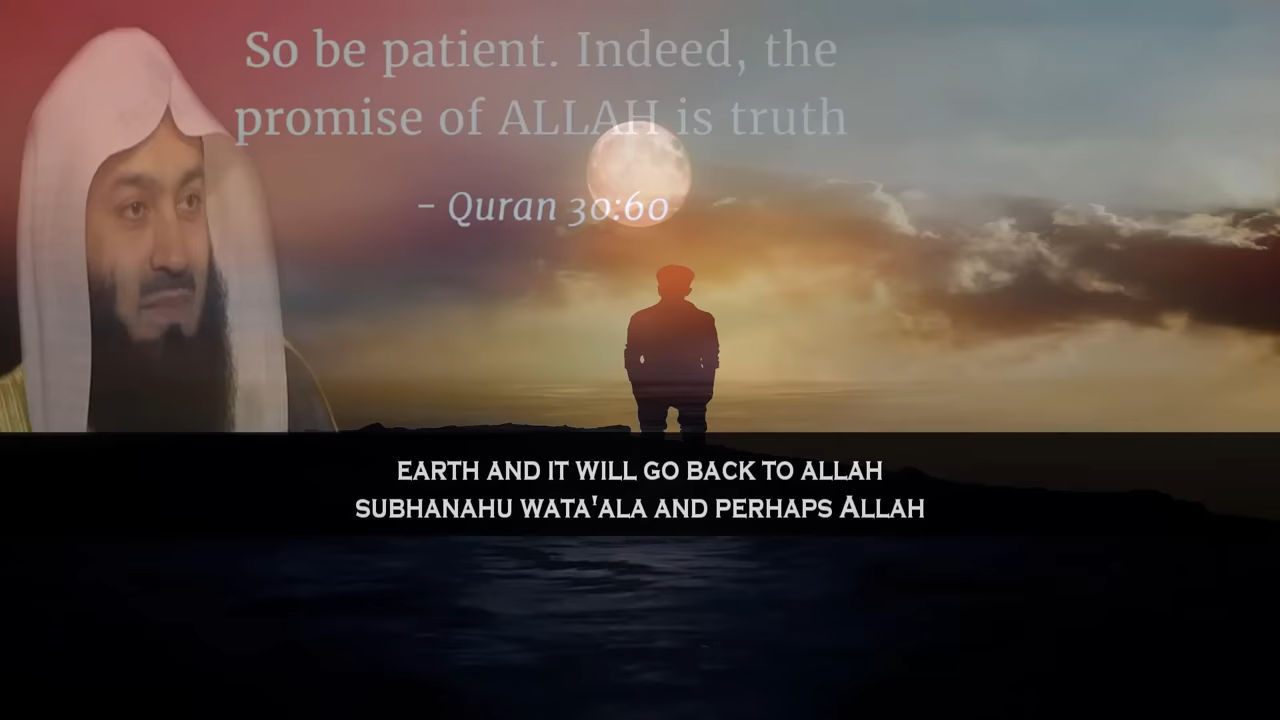 So be patient. Indeed, the
promise of ALLAH is truth
– Quran 30:60
EARTH AND IT WILL GO BACK TO ALLAH
SUBHANAHU WATA'ALA AND PERHAPS ALLAH